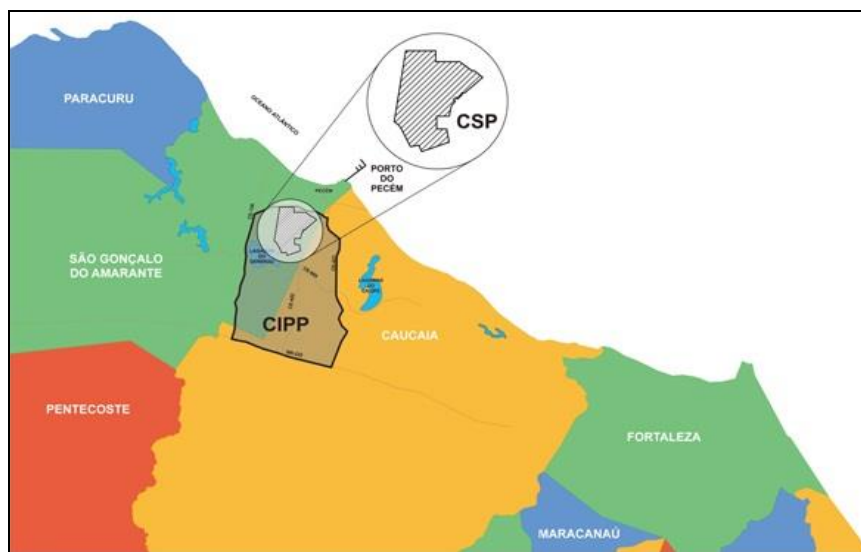 PARACURU
OCEANO ATLÂNTICO
CSP
PORTO
DO
PECÉM
PECÉM
SÃO GONÇALO
DO AMARANTE
CIPP
CAUCAIA
PENTECOSTE
FORTALEZA
MARACANAÚ